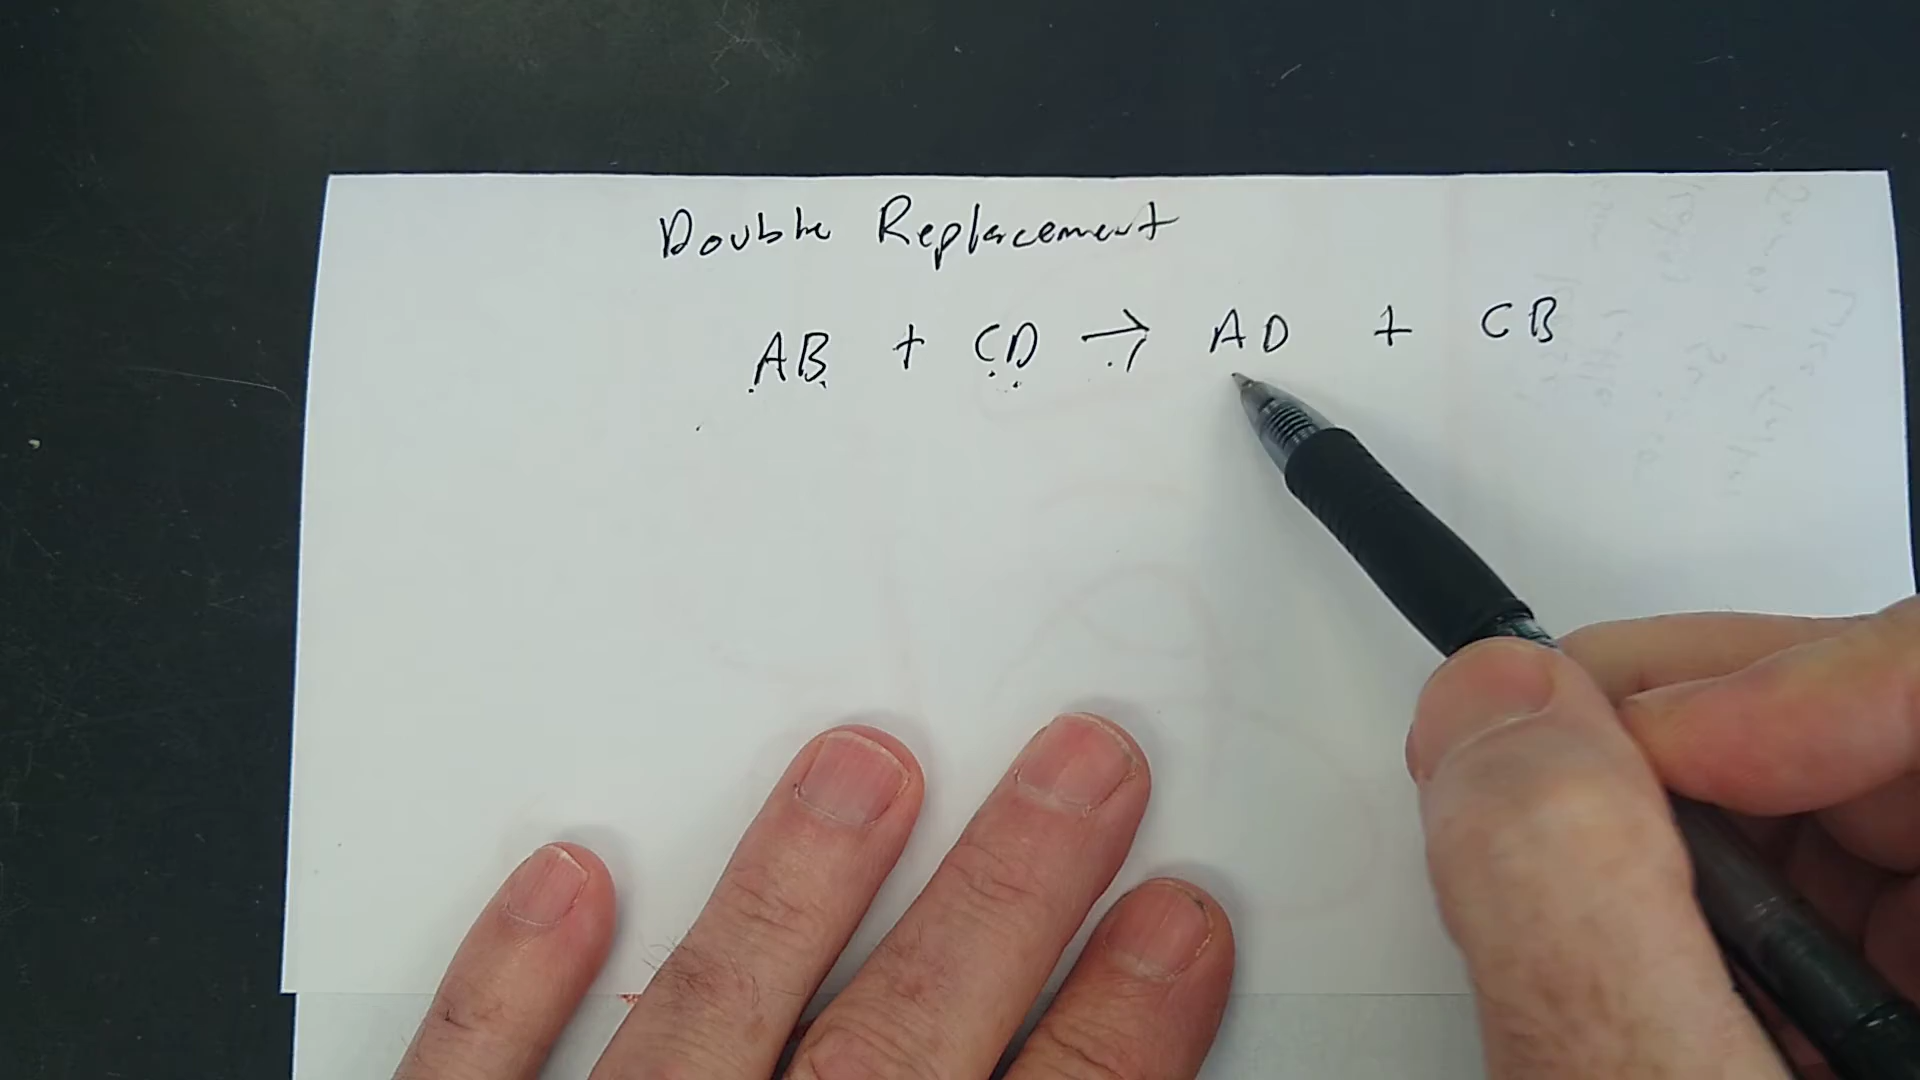 Double Replacement
AB + CD → AD + CB